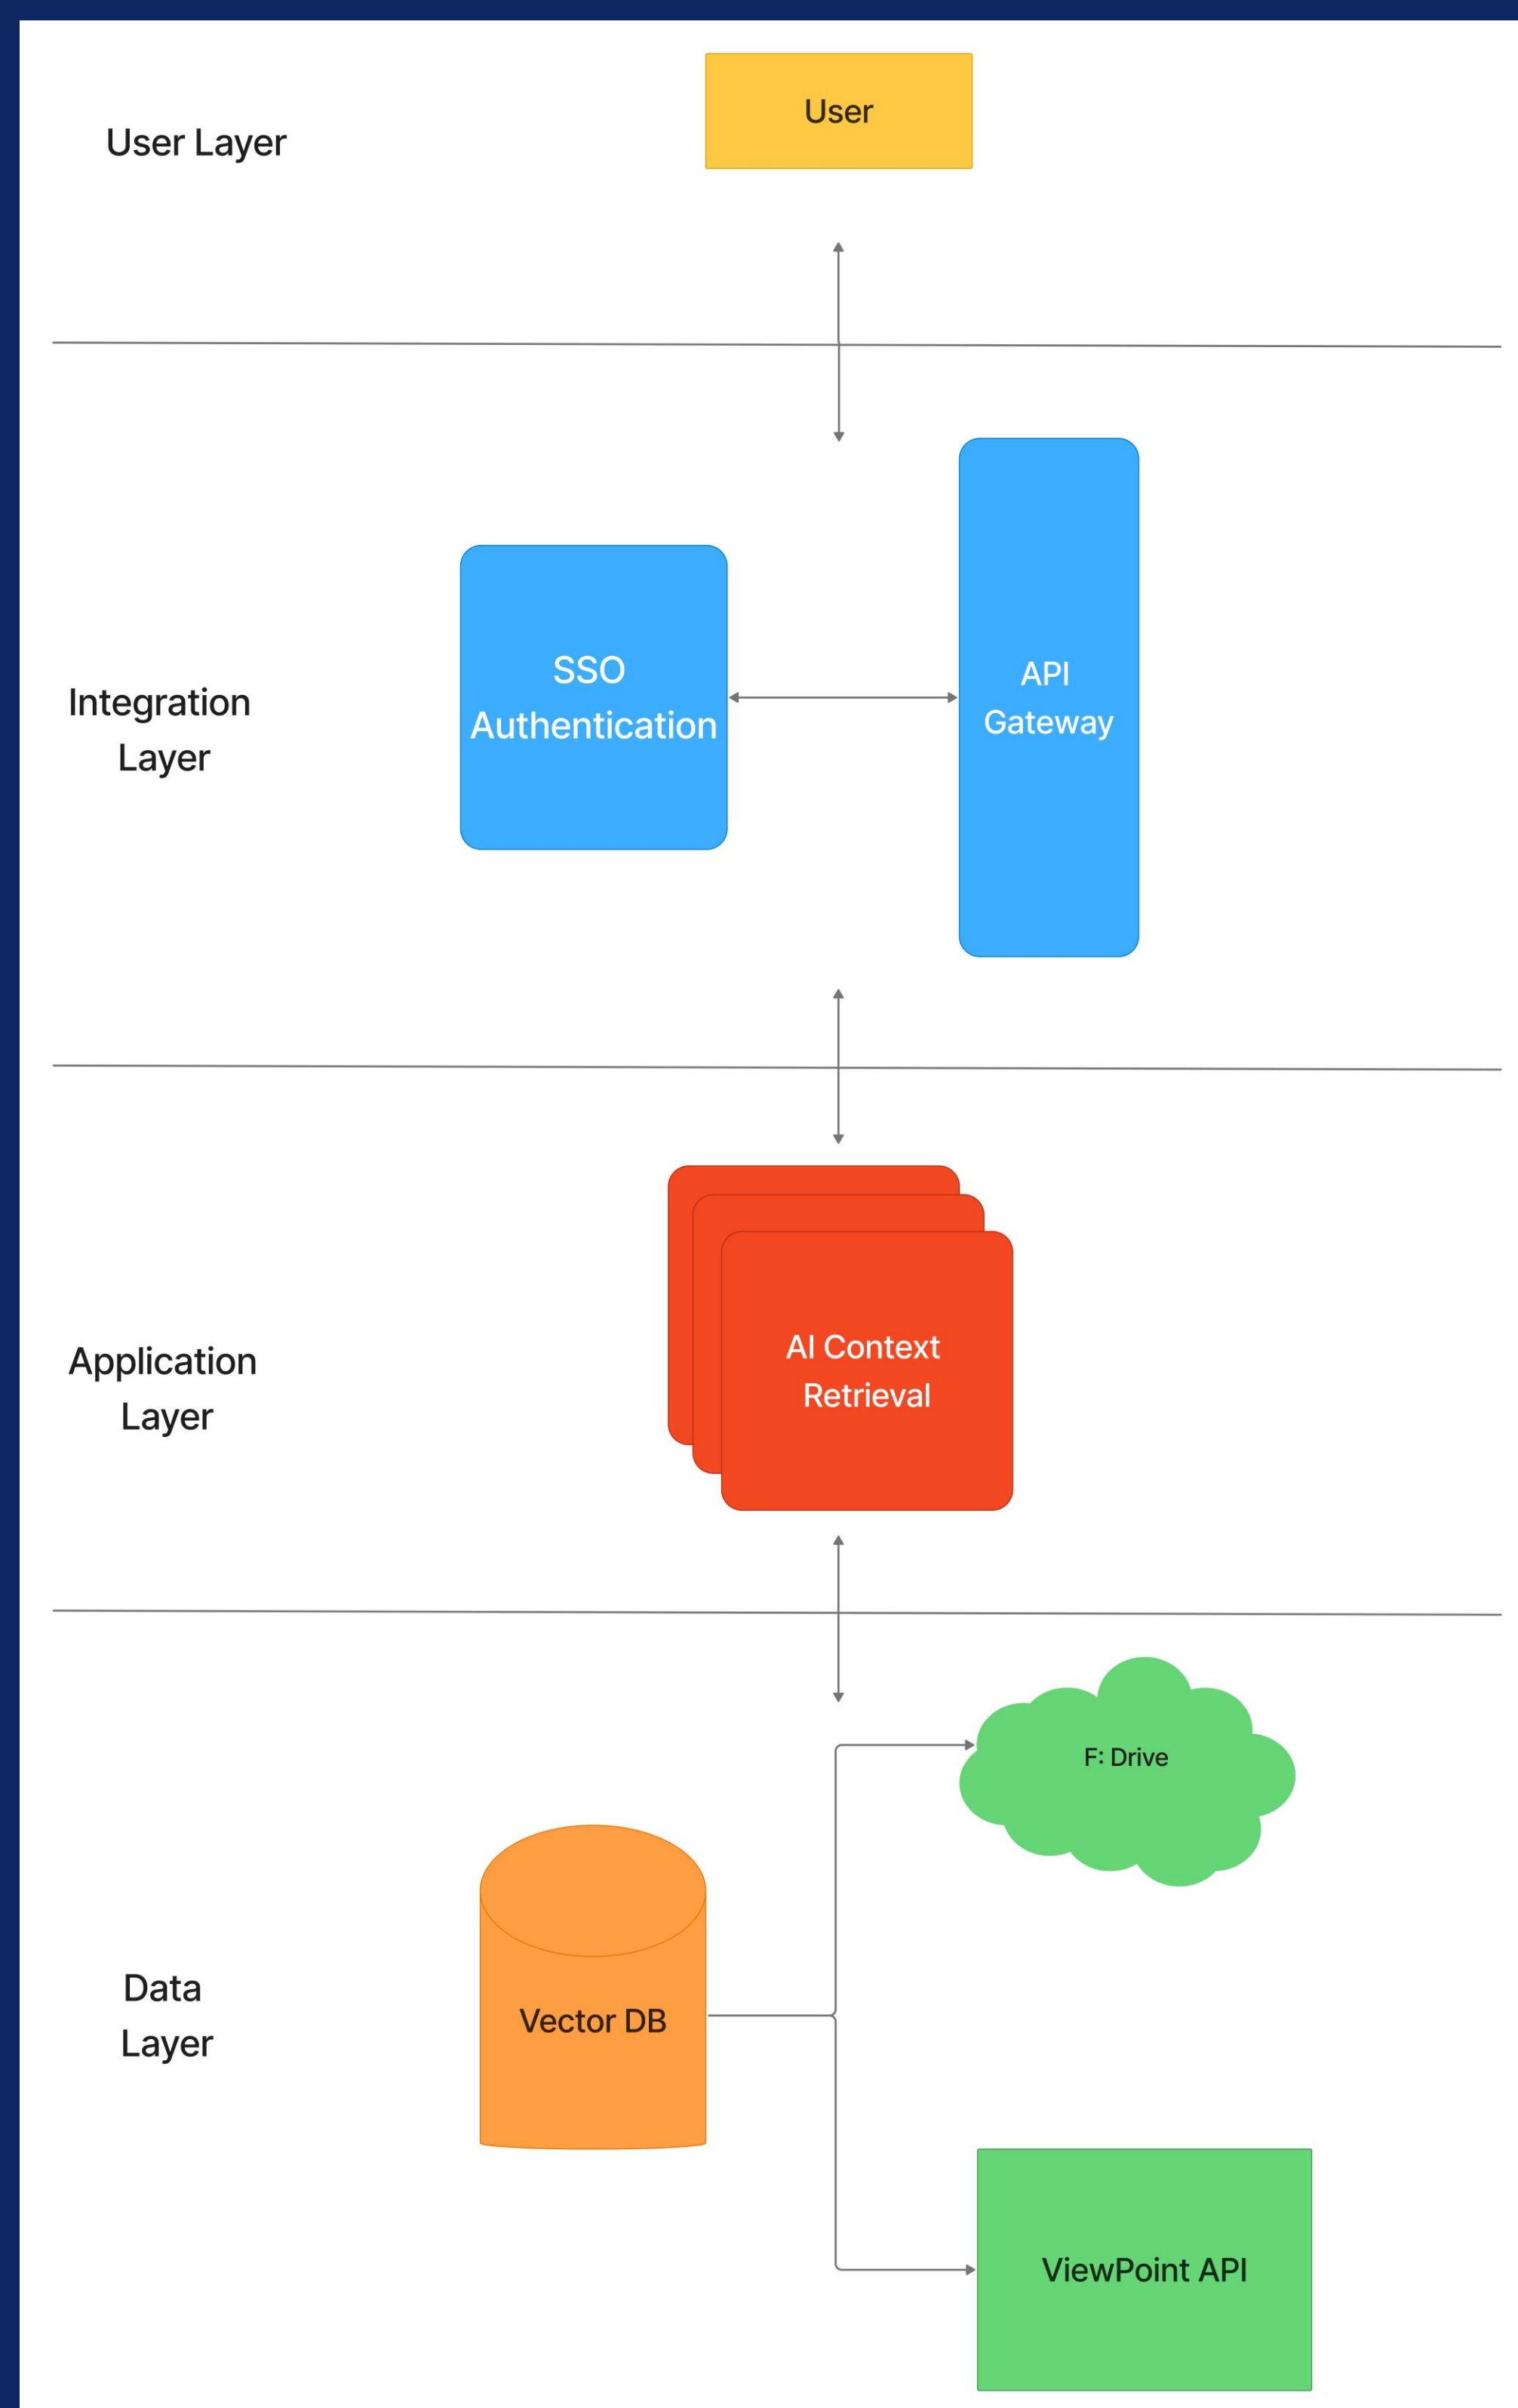 User
User Layer
SSO
Authentication
API
Gateway
Integration
Layer
AI Context
Retrieval
Application
Layer
F: Drive
Vector DB
Data
Layer
ViewPoint API